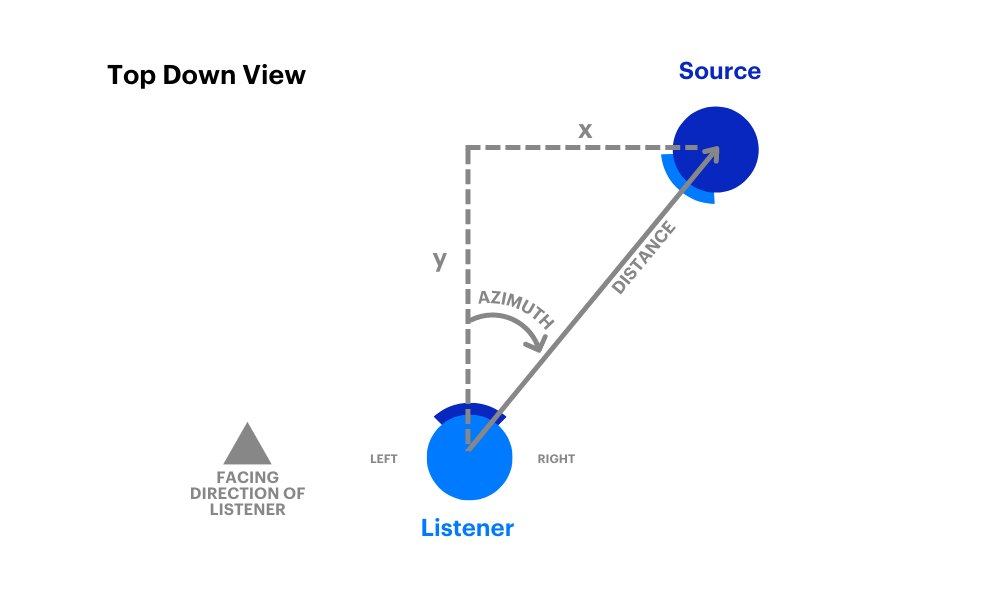 Top Down View
Source
x
y
AZIMUTH
DISTANCE
LEFT
RIGHT
FACING
DIRECTION OF
LISTENER
Listener